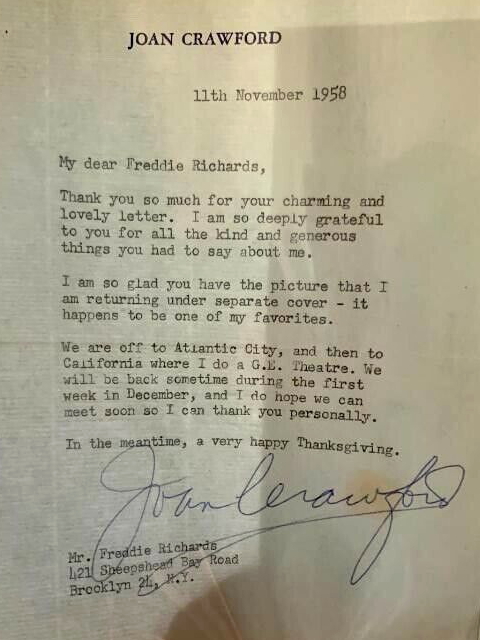 JOAN CRAWFORD
11th November 1958
My dear Freddie Richards,
Thank you so much for your charming and
lovely letter. I am so deeply grateful
to you for all the kind and generous
things you had to say about me.
I am so glad you have the picture that I
am returning under separate cover - it
happens to be one of my favorites.
We are off to Atlantic City, and then to
California where I do a G.E. Theatre. We
will be back sometime during the first
week in December, and I do hope we can
meet soon so I can thank you personally.
In the meantime, a very happy Thanksgiving.
Joan Crawford
Mr. Freddie Richards
421 Sheepshead Bay Road
Brooklyn 24, N.Y.